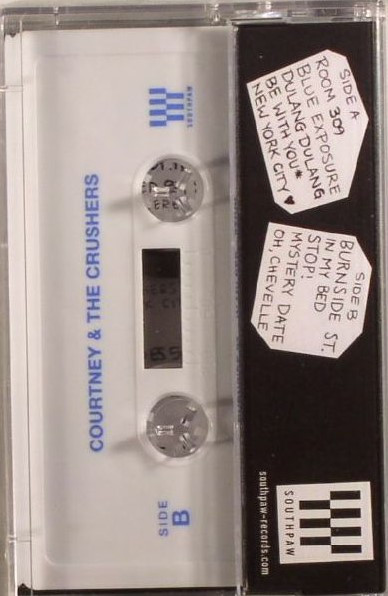 SOUTHPAW
COURTNEY & THE CRUSHERS
SIDE
B
SIDE A
ROOM 309
BLUE EXPOSURE
DULANG DULANG
BE WITH YOU*
NEW YORK CITY ♥
SIDE B
BURNSIDE ST.
IN MY BED
STOP!
MYSTERY DATE
OH, CHEVELLE
SOUTHPAW
southpaw-records.com